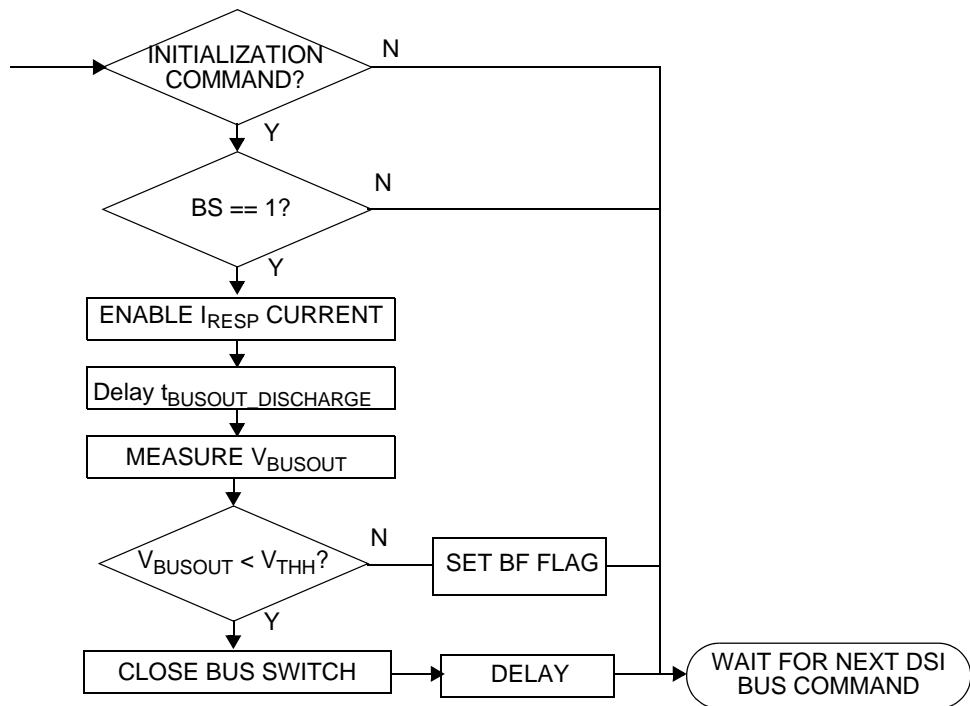 INITIALIZATION
COMMAND?
N
Y
BS == 1?
N
Y
ENABLE IRESP CURRENT
Delay tBUSOUT_DISCHARGE
MEASURE VBUSOUT
VBUSOUT < VTHH?
N
SET BF FLAG
Y
CLOSE BUS SWITCH
DELAY
WAIT FOR NEXT DSI
BUS COMMAND